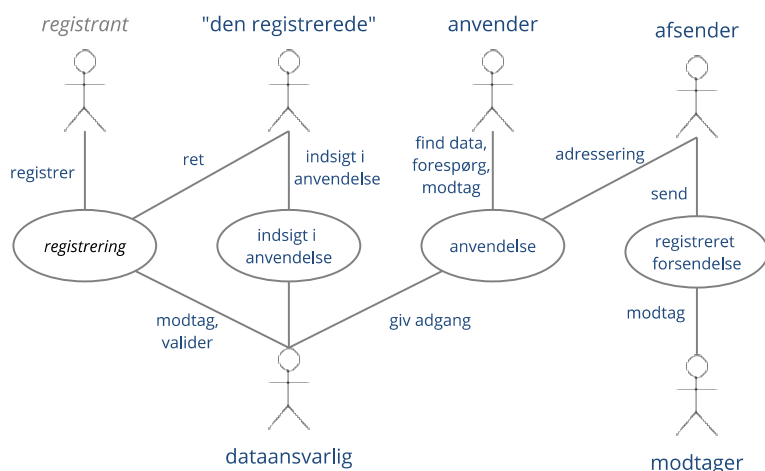 registrant
"den registrerede"
anvender
afsender
registrer
ret
indsigt i
anvendelse
find data,
forespørg,
modtag
adressering
send
registrering
indsigt i
anvendelse
anvendelse
registreret
forsendelse
modtag,
valider
giv adgang
modtag
dataansvarlig
modtager